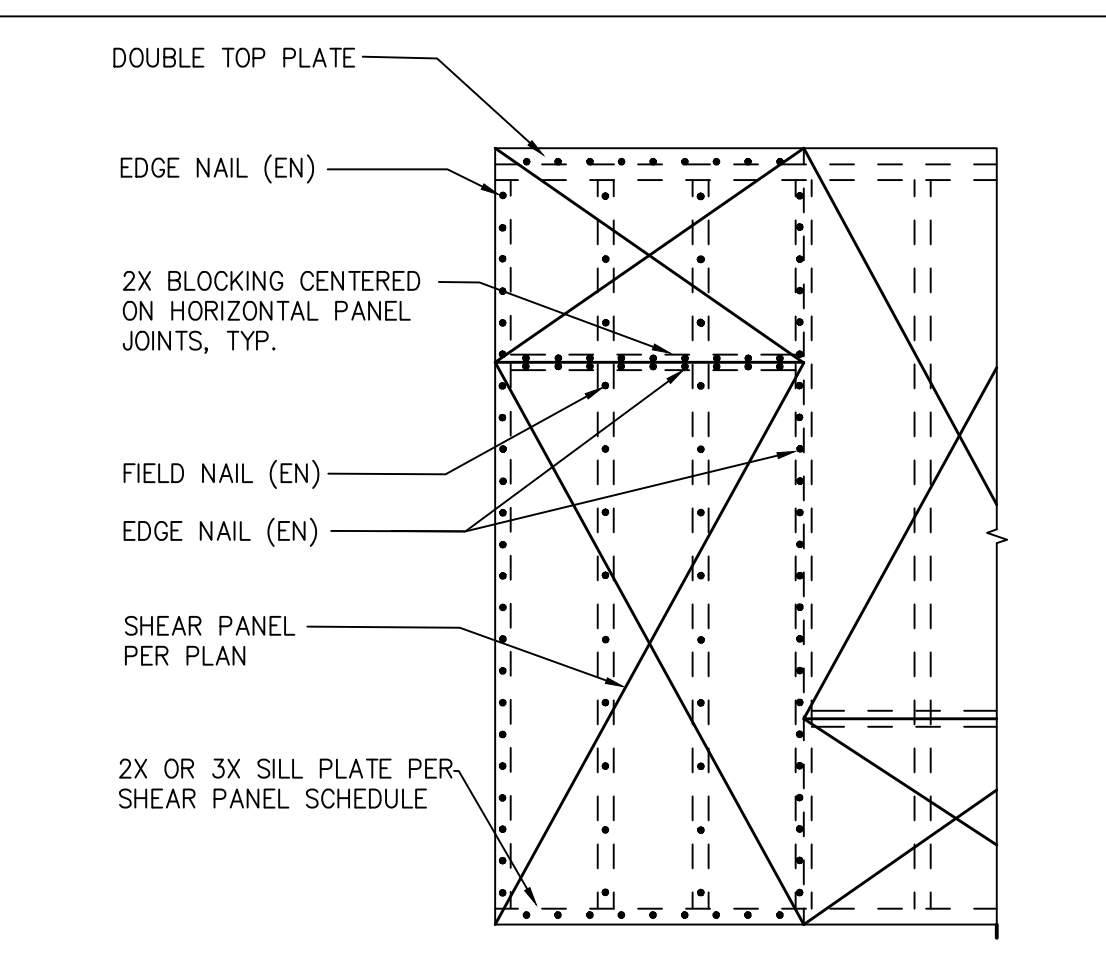 DOUBLE TOP PLATE
EDGE NAIL (EN)
2X BLOCKING CENTERED
ON HORIZONTAL PANEL
JOINTS, TYP.
FIELD NAIL (EN)
EDGE NAIL (EN)
SHEAR PANEL
PER PLAN
2X OR 3X SILL PLATE PER
SHEAR PANEL SCHEDULE